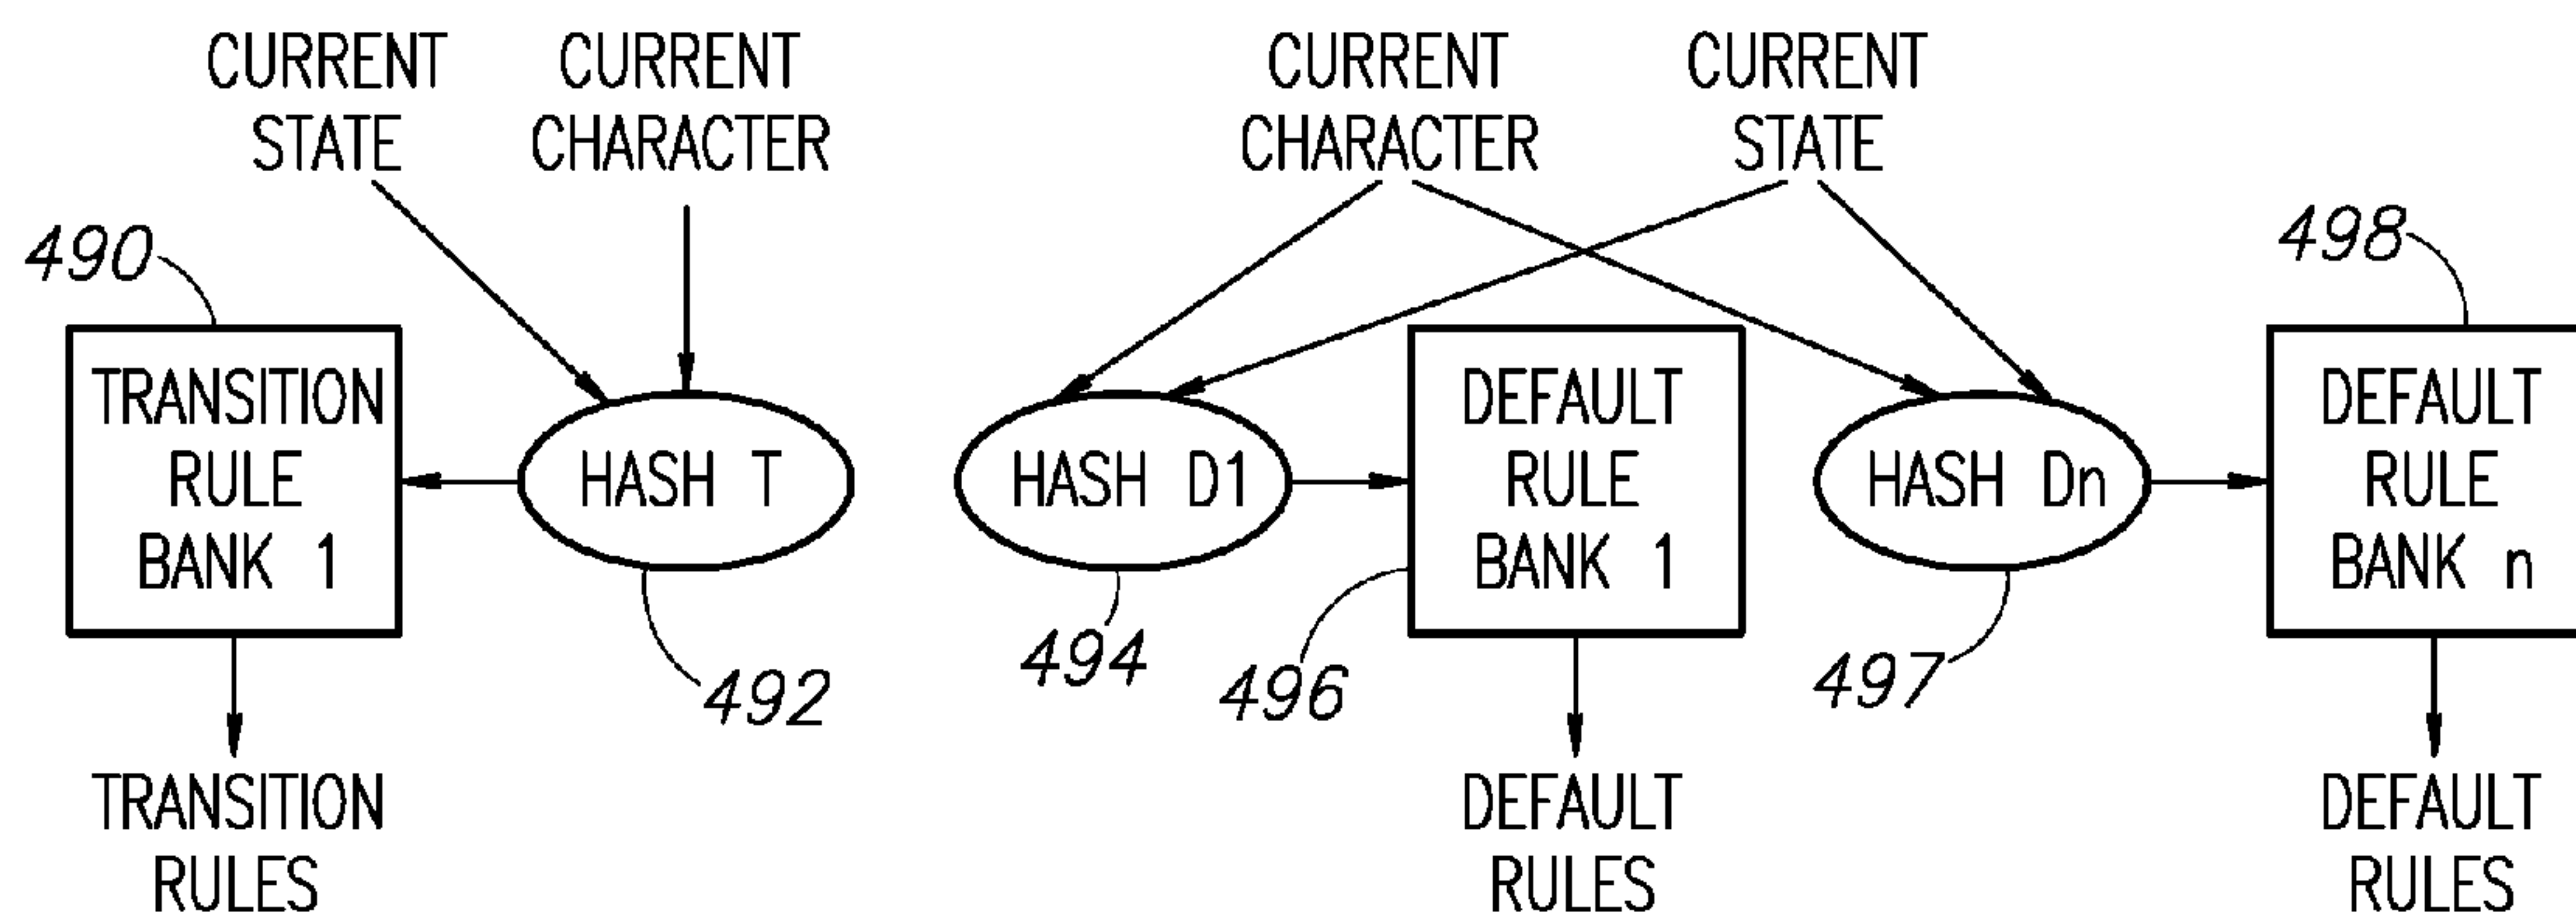 CURRENT
STATE
CURRENT
CHARACTER
CURRENT
CHARACTER
CURRENT
STATE
490
498
TRANSITION
RULE
BANK 1
HASH T
HASH D1
DEFAULT
RULE
BANK 1
HASH Dn
DEFAULT
RULE
BANK n
492
494
496
497
TRANSITION
RULES
DEFAULT
RULES
DEFAULT
RULES